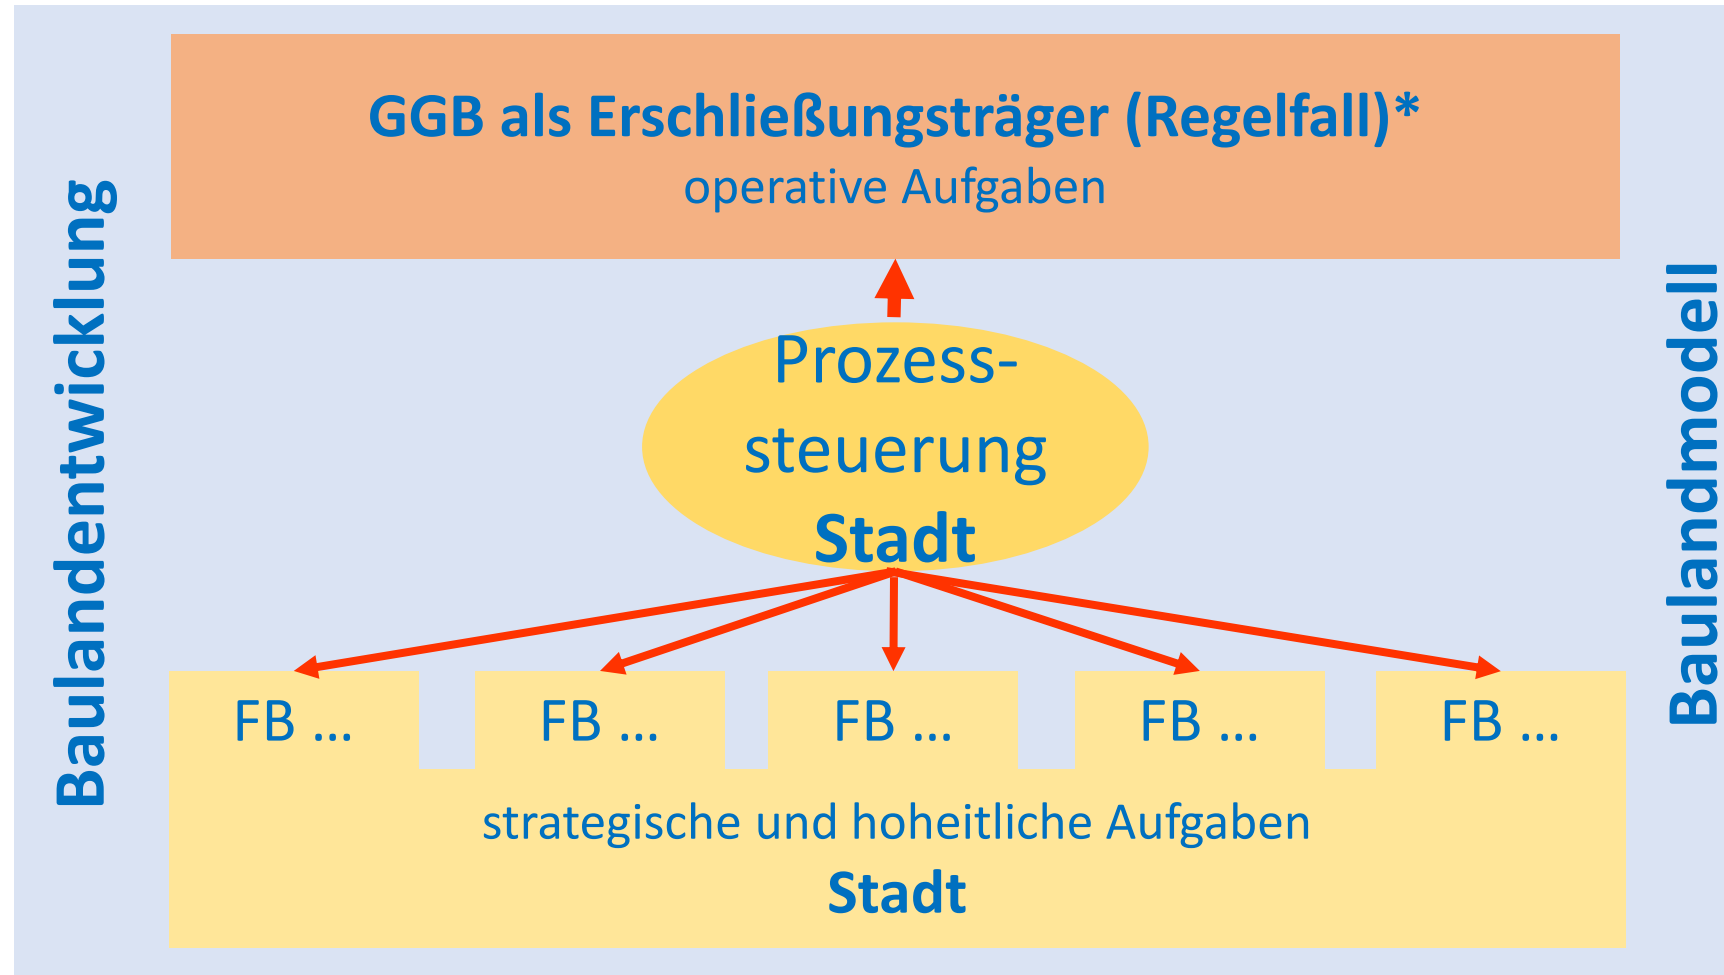 Baulandentwicklung
GGB als Erschließungsträger (Regelfall)*
operative Aufgaben
Prozess-
steuerung
Stadt
FB ... FB ... FB ... FB ... FB ...
strategische und hoheitliche Aufgaben
Stadt
Baulandmodell